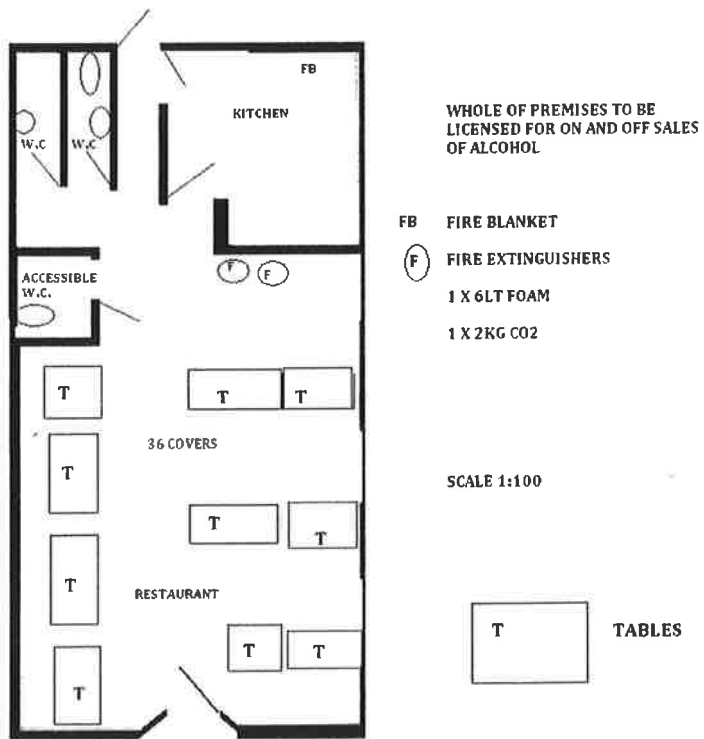 FB
KITCHEN
W.C
W.C
ACCESSIBLE
W.C.
F
F
T
T
T
36 COVERS
T
T
T
T
RESTAURANT
T
T
T
WHOLE OF PREMISES TO BE
LICENSED FOR ON AND OFF SALES
OF ALCOHOL
FB FIRE BLANKET
F FIRE EXTINGUISHERS
1 X 6LT FOAM
1 X 2KG CO2
SCALE 1:100
T TABLES